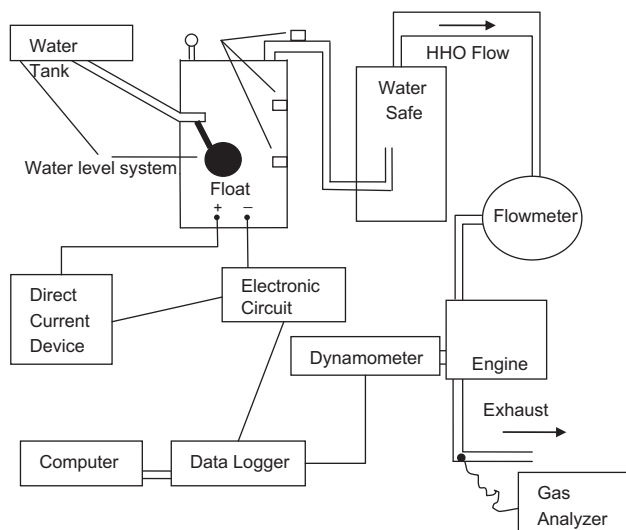 Water
Tank
HHO Flow
Water
Safe
Water level system
Float
+ −
Flowmeter
Direct
Current
Device
Electronic
Circuit
Dynamometer
Engine
Exhaust
Computer
Data Logger
Gas
Analyzer